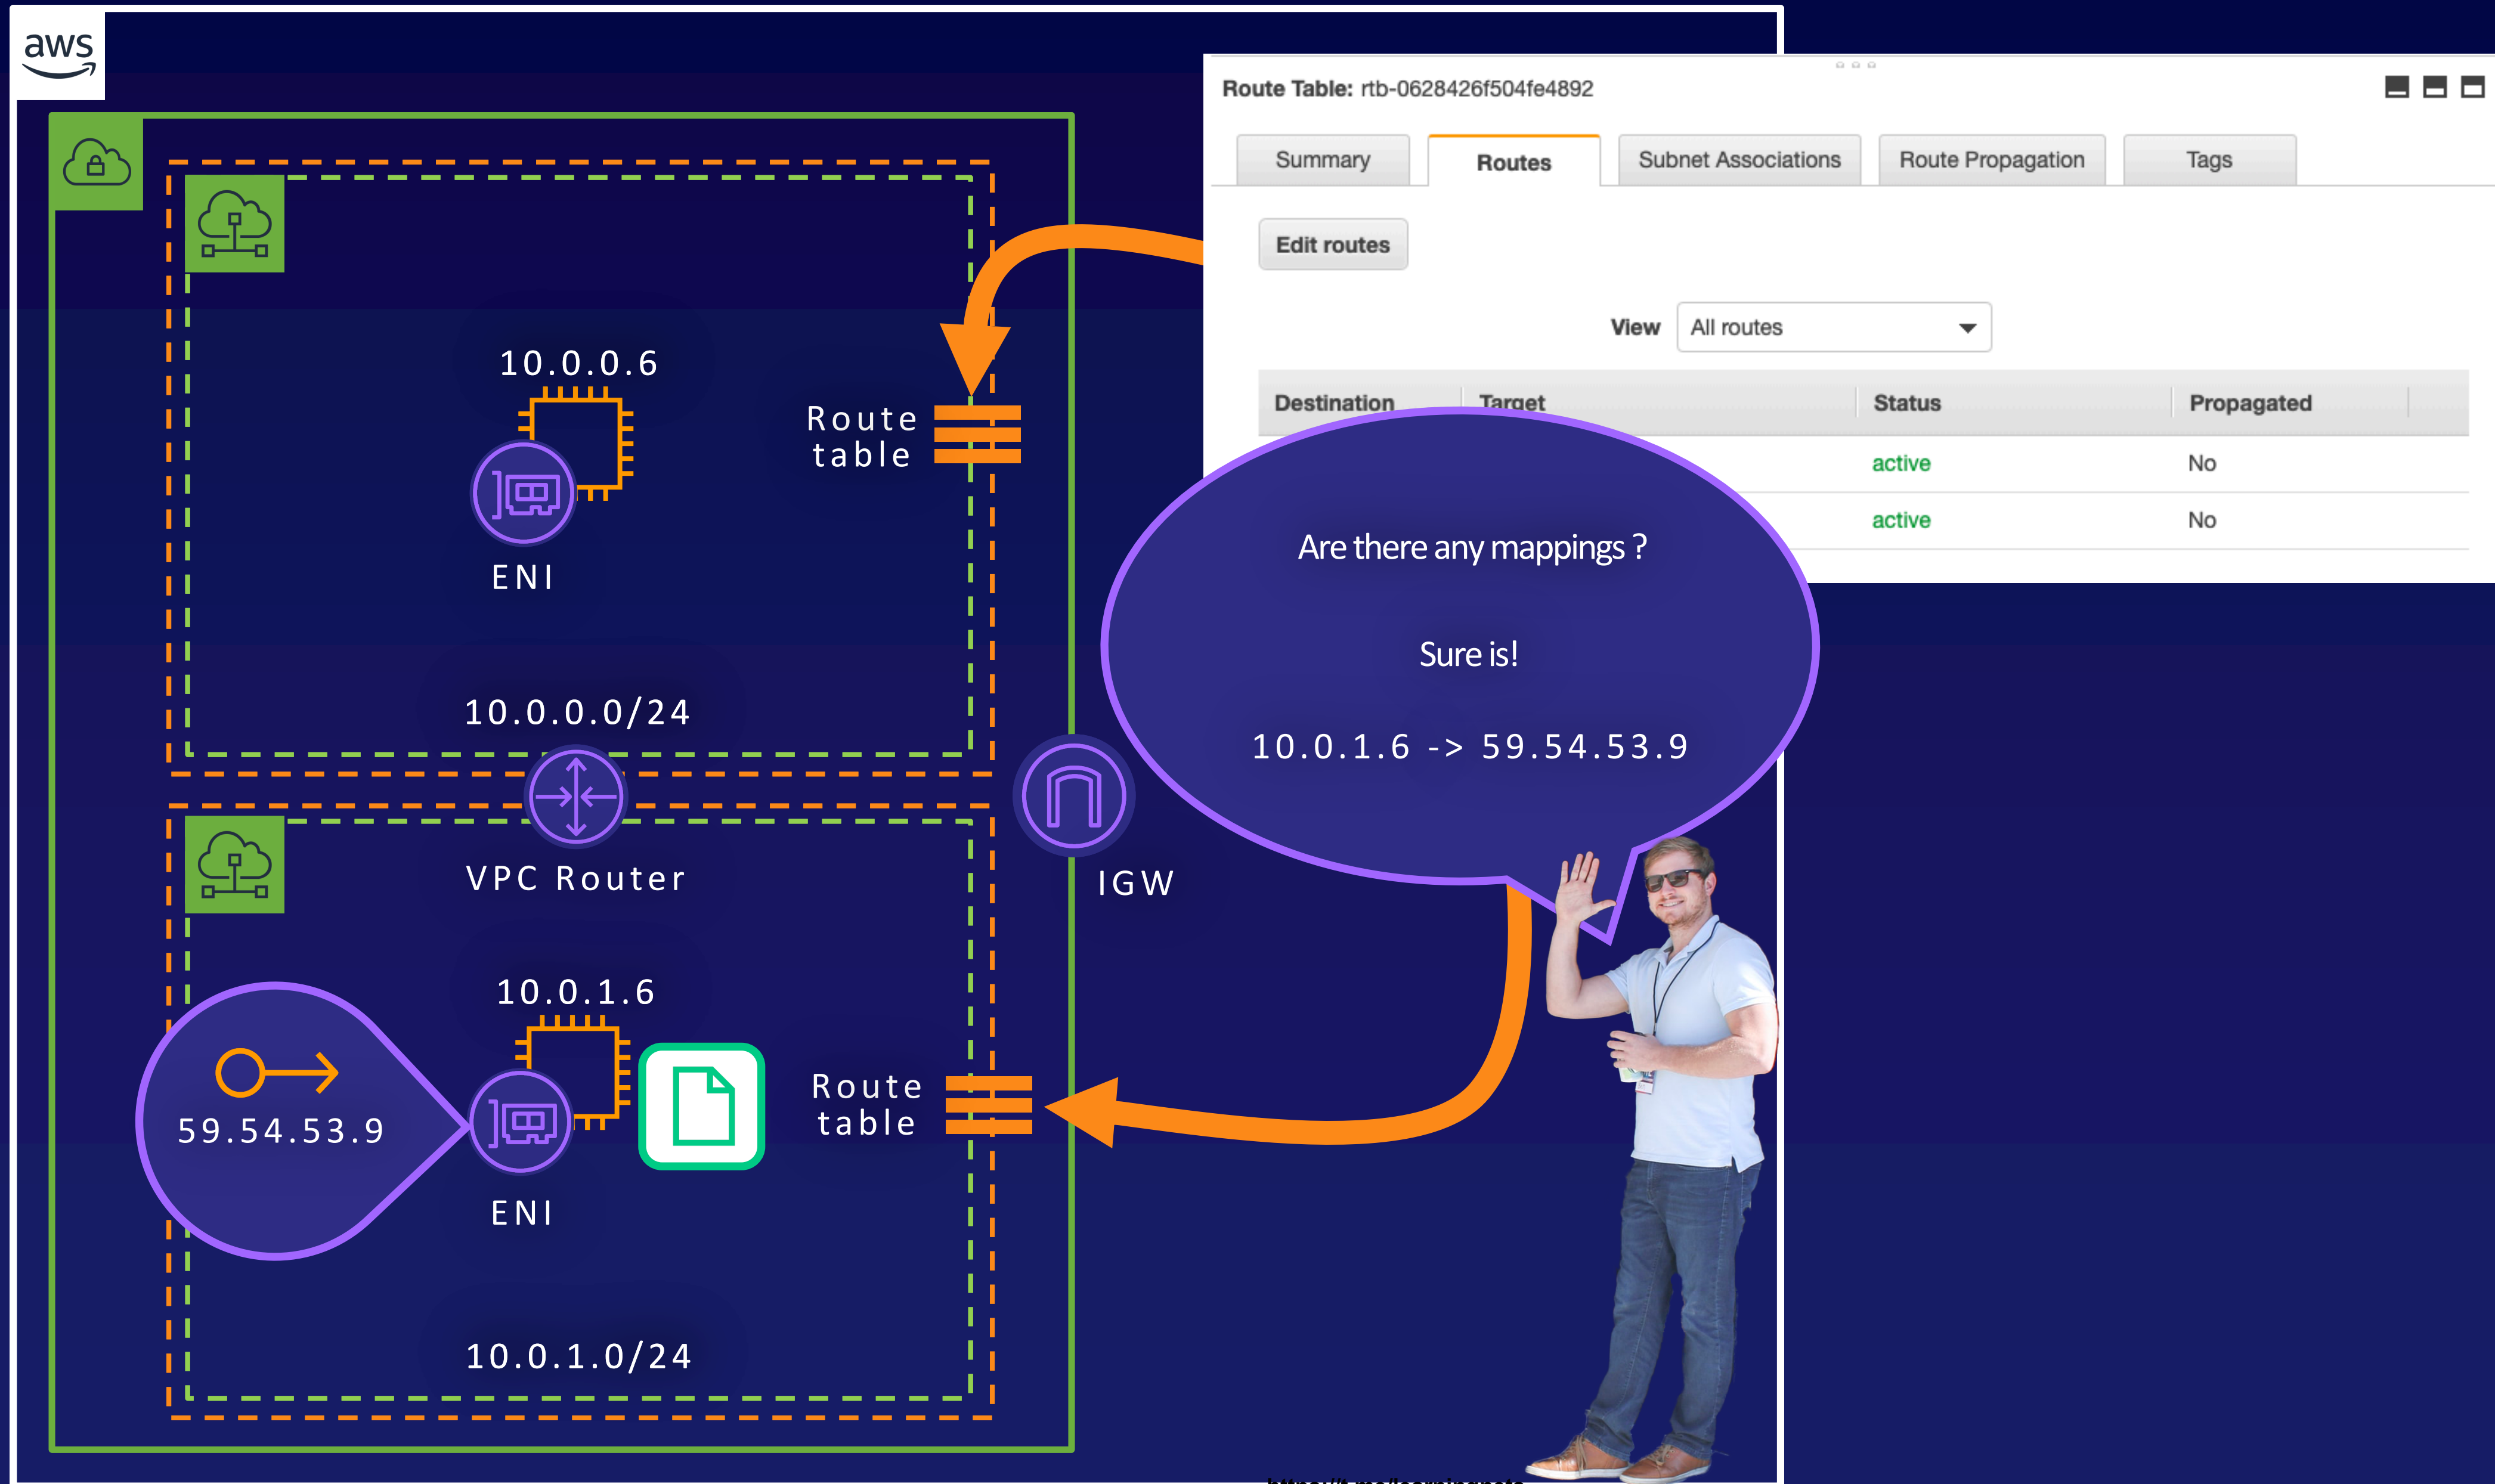 aws
Route Table: rtb-0628426f504fe4892
Summary
Routes
Subnet Associations
Route Propagation
Tags
Edit routes
View
All routes
Destination
Target
Status
Propagated
active
No
active
No
10.0.0.6
Route
table
ENI
10.0.0.0/24
Are there any mappings ?
Sure is!
10.0.1.6 -> 59.54.53.9
VPC Router
IGW
10.0.1.6
59.54.53.9
Route
table
ENI
10.0.1.0/24